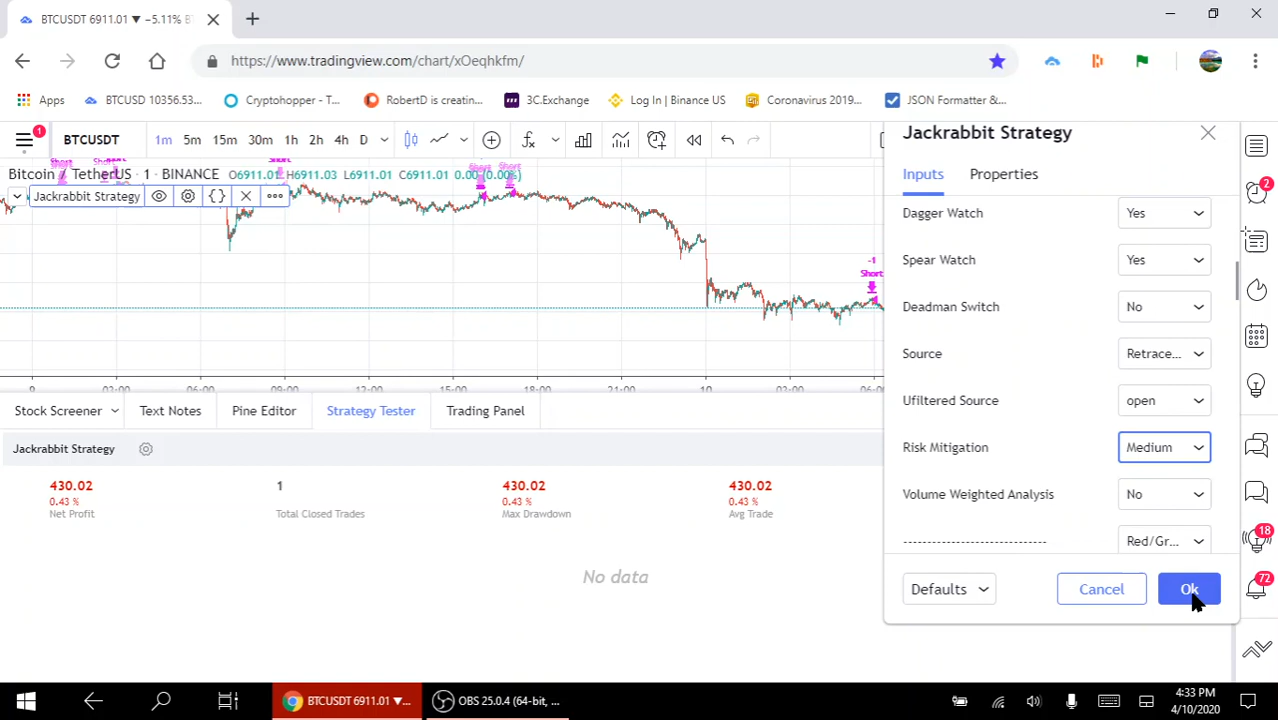 BTCUSDT 6911.01 ▼ −5.11%
https://www.tradingview.com/chart/xOeqhkfm/
Apps BTCUSD 10356.53... Cryptohopper - T... RobertD is creatin... 3C.Exchange Log In | Binance US Coronavirus 2019... JSON Formatter &...
1 BTCUSDT 1m 5m 15m 30m 1h 2h 4h D
Short Short Short
Bitcoin / TetherUS · 1 · BINANCE O6911.01 H6911.03 L6911.01 C6911.01 0.00 (0.00%)
Jackrabbit Strategy
-1
Short
9 03:00 06:00 09:00 12:00 15:00 18:00 21:00 10 03:00 06:0
Stock Screener Text Notes Pine Editor Strategy Tester Trading Panel
Jackrabbit Strategy
430.02 1 430.02 430.02
0.43 % 0.43 % 0.43 %
Net Profit Total Closed Trades Max Drawdown Avg Trade
No data
Jackrabbit Strategy
Inputs Properties
Dagger Watch Yes
Spear Watch Yes
Deadman Switch No
Source Retrace...
Ufiltered Source open
Risk Mitigation Medium
Volume Weighted Analysis No
----------------------------- Red/Gr...
Defaults Cancel Ok
2
18
72
BTCUSDT 6911.01 ▼... OBS 25.0.4 (64-bit, ...
4:33 PM
4/10/2020